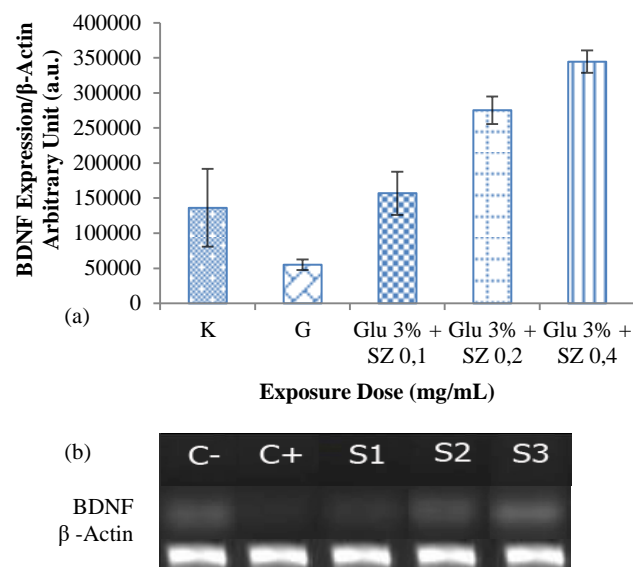 BDNF Expression/β-Actin
Arbitrary Unit (a.u.)
400000
350000
300000
250000
200000
150000
100000
50000
0
(a)
K
G
Glu 3% +
SZ 0,1
Glu 3% +
SZ 0,2
Glu 3% +
SZ 0,4
Exposure Dose (mg/mL)
(b)
C- C+ S1 S2 S3
BDNF
β -Actin